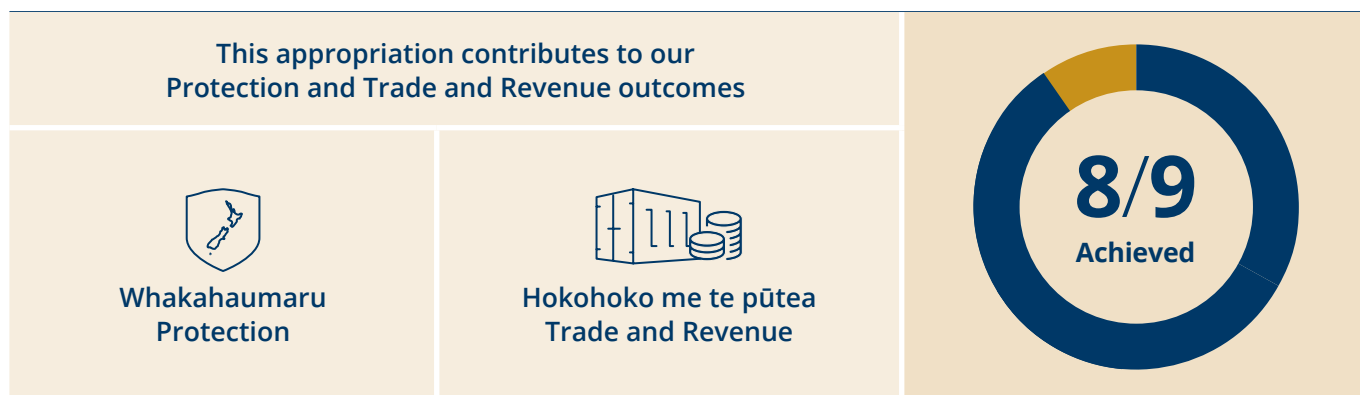 This appropriation contributes to our
Protection and Trade and Revenue outcomes
Whakahaumaru
Protection
Hokohoko me te pūtea
Trade and Revenue
8/9
Achieved